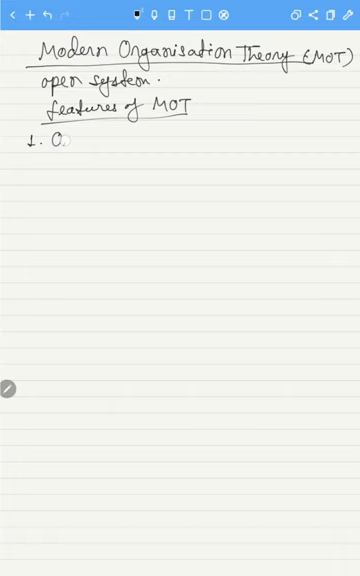 Modern Organisation Theory (MOT)
open system.
features of MOT
1. O